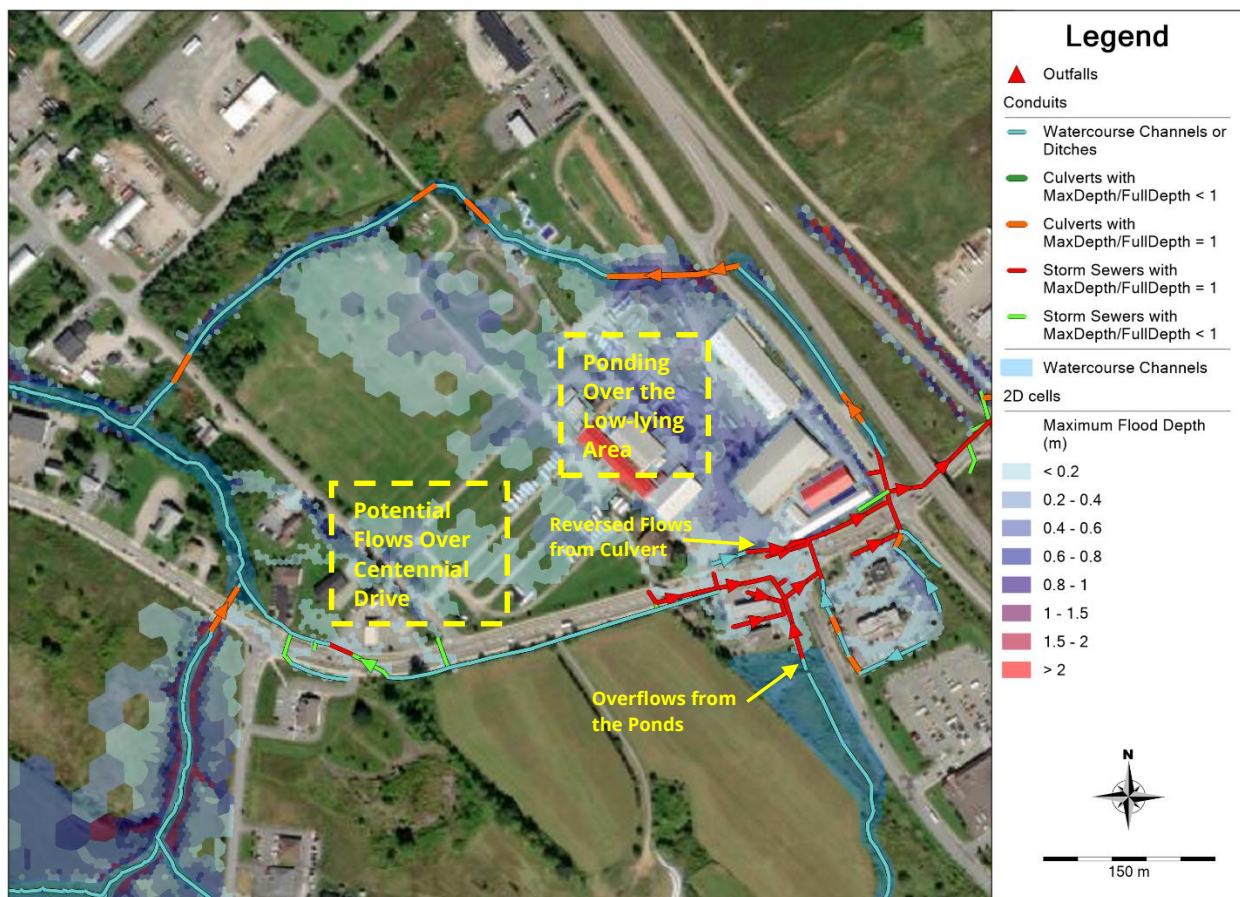 Ponding
Over the
Low-lying
Area
Potential
Flows Over
Centennial
Drive
Reversed Flows
from Culvert
Overflows from
the Ponds
Legend
Outfalls
Conduits
Watercourse Channels or
Ditches
Culverts with
MaxDepth/FullDepth < 1
Culverts with
MaxDepth/FullDepth = 1
Storm Sewers with
MaxDepth/FullDepth = 1
Storm Sewers with
MaxDepth/FullDepth < 1
Watercourse Channels
2D cells
Maximum Flood Depth
(m)
< 0.2
0.2 - 0.4
0.4 - 0.6
0.6 - 0.8
0.8 - 1
1 - 1.5
1.5 - 2
> 2
N
150 m